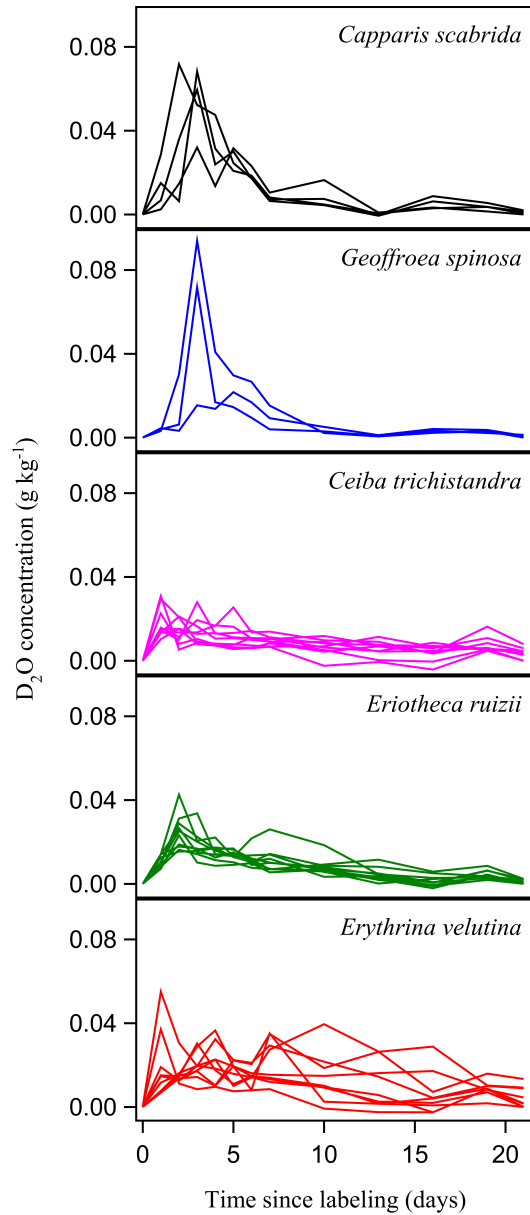 Capparis scabrida
0.08
0.04
0.00
Geoffroea spinosa
0.08
0.04
0.00
Ceiba trichistandra
0.08
0.04
0.00
Eriotheca ruizii
0.08
0.04
0.00
Erythrina velutina
0.08
0.04
0.00
0 5 10 15 20
Time since labeling (days)
D₂O concentration (g kg⁻¹)